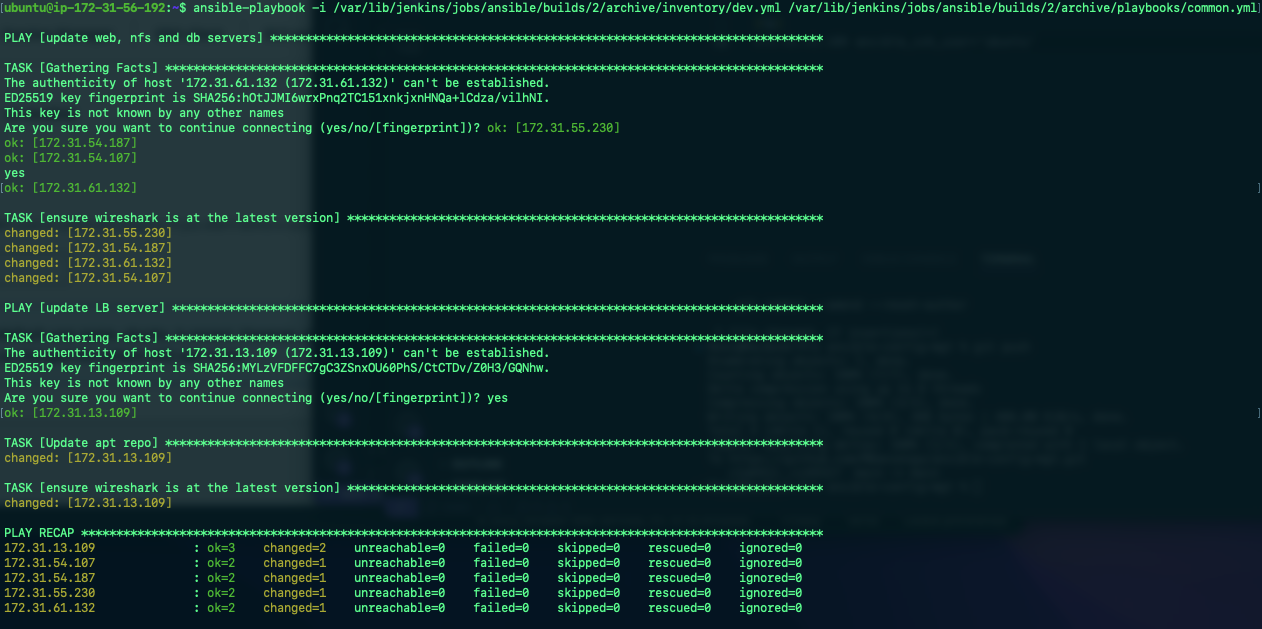 [ubuntu@ip-172-31-56-192:~$ ansible-playbook -i /var/lib/jenkins/jobs/ansible/builds/2/archive/inventory/dev.yml /var/lib/jenkins/jobs/ansible/builds/2/archive/playbooks/common.yml]
PLAY [update web, nfs and db servers] *******************************************************************************
TASK [Gathering Facts] **********************************************************************************************
The authenticity of host '172.31.61.132 (172.31.61.132)' can't be established.
ED25519 key fingerprint is SHA256:hOtJJMI6wrxPnq2TC151xnkjxnHNQa+lCdza/vilhNI.
This key is not known by any other names
Are you sure you want to continue connecting (yes/no/[fingerprint])? ok: [172.31.55.230]
ok: [172.31.54.187]
ok: [172.31.54.107]
yes
[ok: [172.31.61.132] ]
TASK [ensure wireshark is at the latest version] ********************************************************************
changed: [172.31.55.230]
changed: [172.31.54.187]
changed: [172.31.61.132]
changed: [172.31.54.107]
PLAY [update LB server] *********************************************************************************************
TASK [Gathering Facts] **********************************************************************************************
The authenticity of host '172.31.13.109 (172.31.13.109)' can't be established.
ED25519 key fingerprint is SHA256:MYLzVFDFFC7gC3ZSnxOU60PhS/CtCTDv/Z0H3/GQNhw.
This key is not known by any other names
Are you sure you want to continue connecting (yes/no/[fingerprint])? yes
[ok: [172.31.13.109] ]
TASK [Update apt repo] **********************************************************************************************
changed: [172.31.13.109]
TASK [ensure wireshark is at the latest version] ********************************************************************
changed: [172.31.13.109]
PLAY RECAP **********************************************************************************************************
172.31.13.109 : ok=3 changed=2 unreachable=0 failed=0 skipped=0 rescued=0 ignored=0
172.31.54.107 : ok=2 changed=1 unreachable=0 failed=0 skipped=0 rescued=0 ignored=0
172.31.54.187 : ok=2 changed=1 unreachable=0 failed=0 skipped=0 rescued=0 ignored=0
172.31.55.230 : ok=2 changed=1 unreachable=0 failed=0 skipped=0 rescued=0 ignored=0
172.31.61.132 : ok=2 changed=1 unreachable=0 failed=0 skipped=0 rescued=0 ignored=0